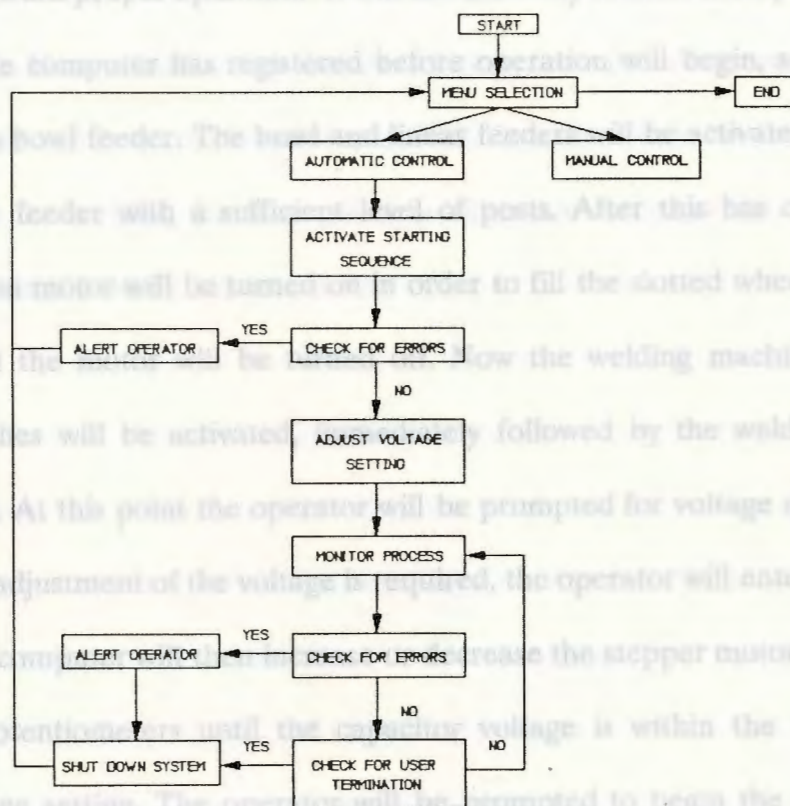 START
e computer has registered before operation will begin, a
MENU SELECTION
END
bowl feeder. The bowl and linear feeders will be activate
AUTOMATIC CONTROL
MANUAL CONTROL
feeder with a sufficient level of posts. After this has
ACTIVATE STARTING
SEQUENCE
motor will be turned on in order to fill the slotted whe
YES
ALERT OPERATOR
CHECK FOR ERRORS
the motor will be turned off. Now the welding machi
NO
ADJUST VOLTAGE
SETTING
will be activated, immediately followed by the weld
At this point the operator will be prompted for voltage
MONITOR PROCESS
adjustment of the voltage is required, the operator will ente
YES
ALERT OPERATOR
CHECK FOR ERRORS
computer will then increase or decrease the stepper motor
NO
NO
until the capacitor voltage is within the
YES
SHUT DOWN SYSTEM
CHECK FOR USER
TERMINATION
setting. The operator will be prompted to begin the